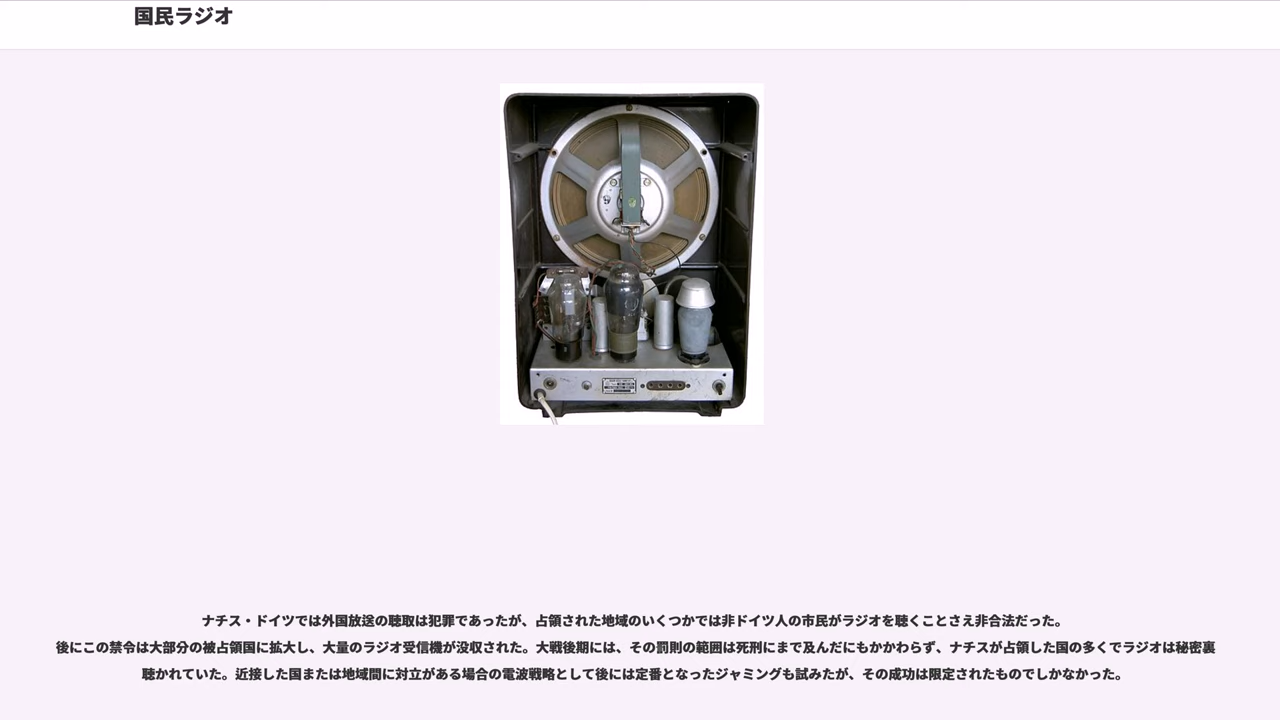 国民ラジオ
ナチス・ドイツでは外国放送の聴取は犯罪であったが、占領された地域のいくつかでは非ドイツ人の市民がラジオを聴くことさえ非合法だった。
後にこの禁令は大部分の被占領国に拡大し、大量のラジオ受信機が没収された。大戦後期には、その罰則の範囲は死刑にまで及んだにもかかわらず、ナチスが占領した国の多くでラジオは秘密裏
聴かれていた。近接した国または地域間に対立がある場合の電波戦略として後には定番となったジャミングも試みたが、その成功は限定されたものでしかなかった。